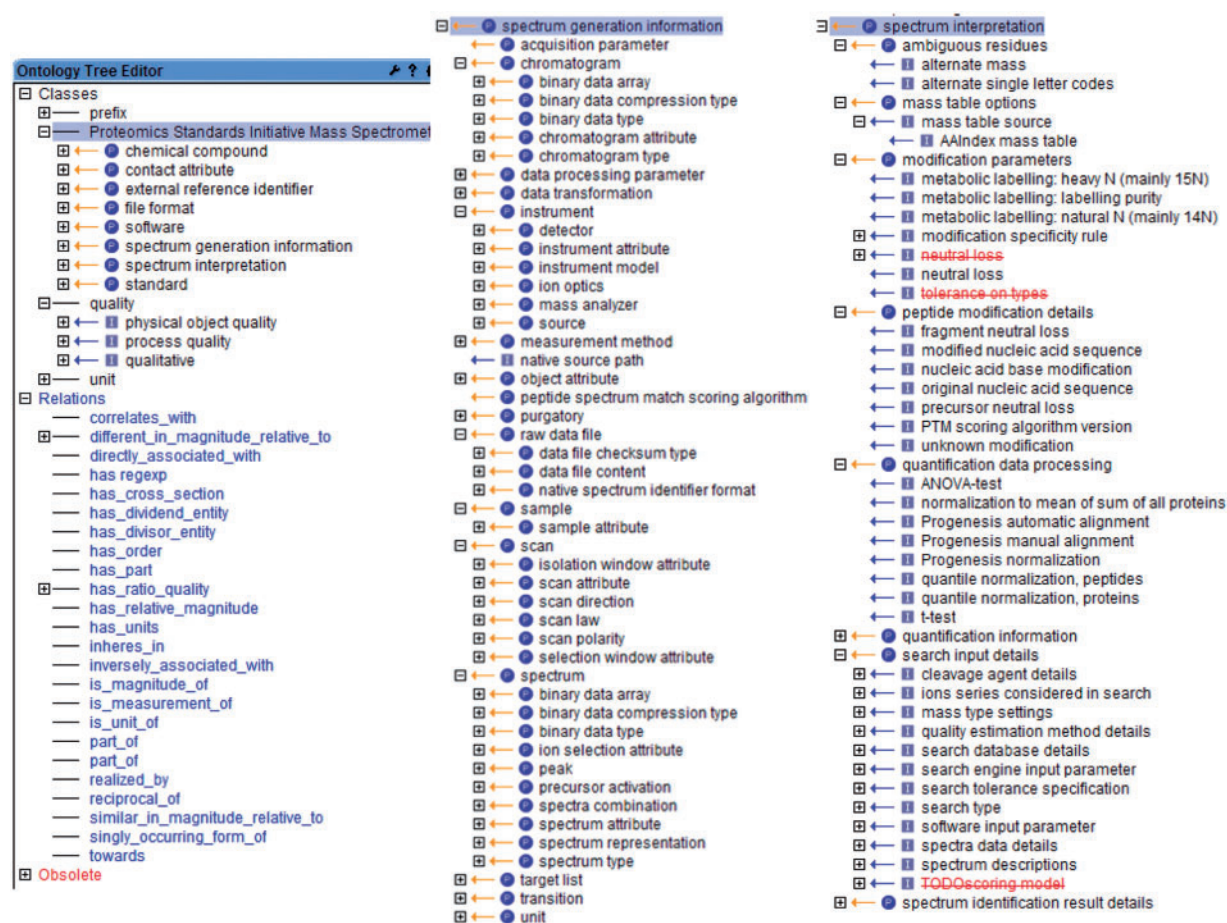 Ontology Tree Editor
Classes
prefix
Proteomics Standards Initiative Mass Spectromet
chemical compound
contact attribute
external reference identifier
file format
software
spectrum generation information
spectrum interpretation
standard
quality
physical object quality
process quality
qualitative
unit
Relations
correlates_with
different_in_magnitude_relative_to
directly_associated_with
has regexp
has_cross_section
has_dividend_entity
has_divisor_entity
has_order
has_part
has_ratio_quality
has_relative_magnitude
has_units
inheres_in
inversely_associated_with
is_magnitude_of
is_measurement_of
is_unit_of
part_of
part_of
realized_by
reciprocal_of
similar_in_magnitude_relative_to
singly_occurring_form_of
towards
Obsolete
spectrum generation information
acquisition parameter
chromatogram
binary data array
binary data compression type
binary data type
chromatogram attribute
chromatogram type
data processing parameter
data transformation
instrument
detector
instrument attribute
instrument model
ion optics
mass analyzer
source
measurement method
native source path
object attribute
peptide spectrum match scoring algorithm
purgatory
raw data file
data file checksum type
data file content
native spectrum identifier format
sample
sample attribute
scan
isolation window attribute
scan attribute
scan direction
scan law
scan polarity
selection window attribute
spectrum
binary data array
binary data compression type
binary data type
ion selection attribute
peak
precursor activation
spectra combination
spectrum attribute
spectrum representation
spectrum type
target list
transition
unit
spectrum interpretation
ambiguous residues
alternate mass
alternate single letter codes
mass table options
mass table source
AAIndex mass table
modification parameters
metabolic labelling: heavy N (mainly 15N)
metabolic labelling: labelling purity
metabolic labelling: natural N (mainly 14N)
modification specificity rule
neutral loss
neutral loss
tolerance on types
peptide modification details
fragment neutral loss
modified nucleic acid sequence
nucleic acid base modification
original nucleic acid sequence
precursor neutral loss
PTM scoring algorithm version
unknown modification
quantification data processing
ANOVA-test
normalization to mean of sum of all proteins
Progenesis automatic alignment
Progenesis manual alignment
Progenesis normalization
quantile normalization, peptides
quantile normalization, proteins
t-test
quantification information
search input details
cleavage agent details
ions series considered in search
mass type settings
quality estimation method details
search database details
search engine input parameter
search tolerance specification
search type
software input parameter
spectra data details
spectrum descriptions
TODOscoring model
spectrum identification result details